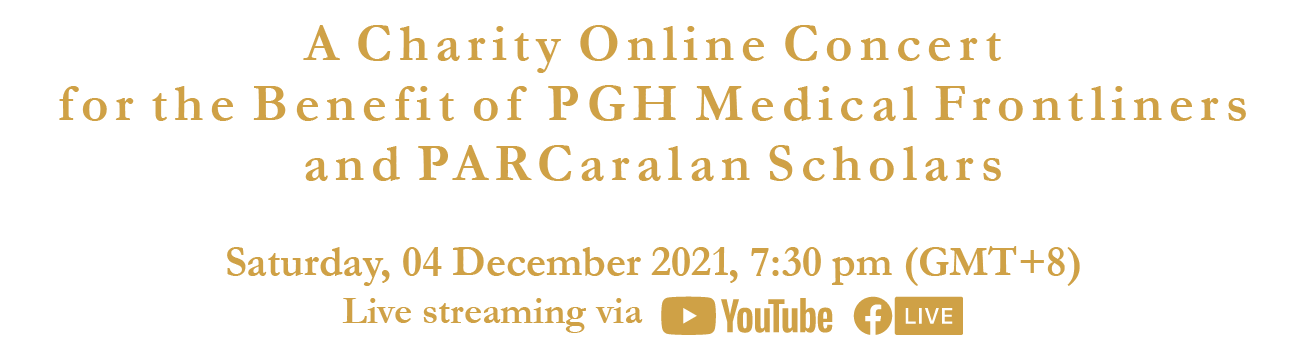 A Charity Online Concert
for the Benefit of PGH Medical Frontliners
and PARCaralan Scholars
Saturday, 04 December 2021, 7:30 pm (GMT+8)
Live streaming via YouTube f LIVE